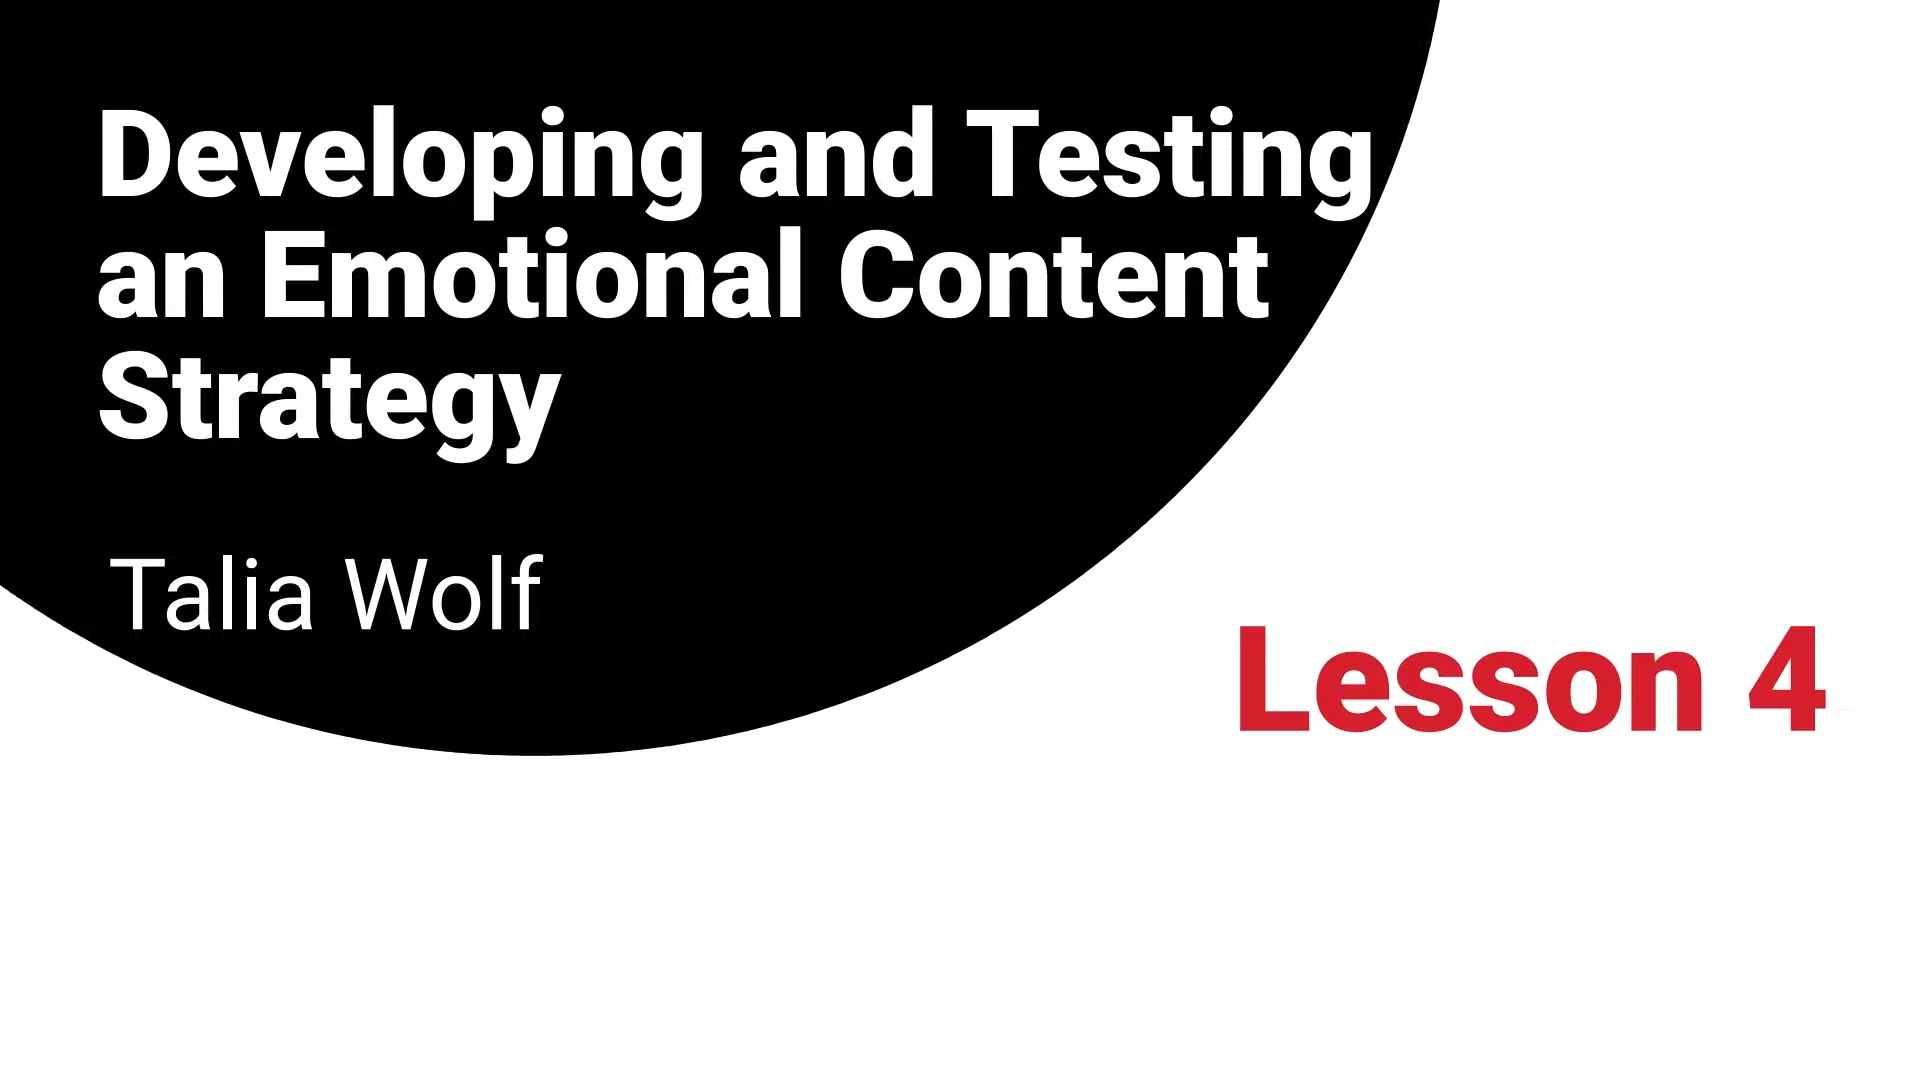 Developing and Testing
an Emotional Content
Strategy
Talia Wolf
Lesson 4